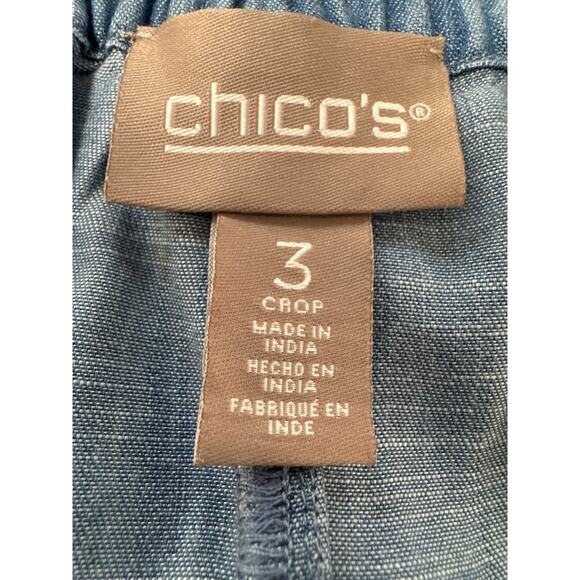 chico's®
3
CROP
MADE IN
INDIA
HECHO EN
INDIA
FABRIQUÉ EN
INDE